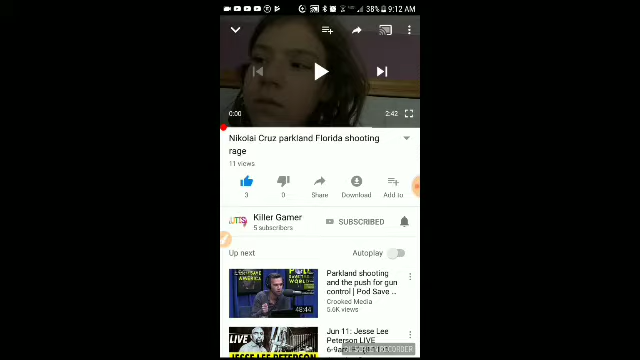 38% 9:12 AM
0:00
2:42
Nikolai Cruz parkland Florida shooting
rage
11 views
3
0
Share
Download
Add to
Killer Gamer
SUBSCRIBED
5 subscribers
Up next
Autoplay
Parkland shooting
and the push for gun
control | Pod Save ...
Crooked Media
5.6K views
48:44
Jun 11: Jesse Lee
Peterson LIVE